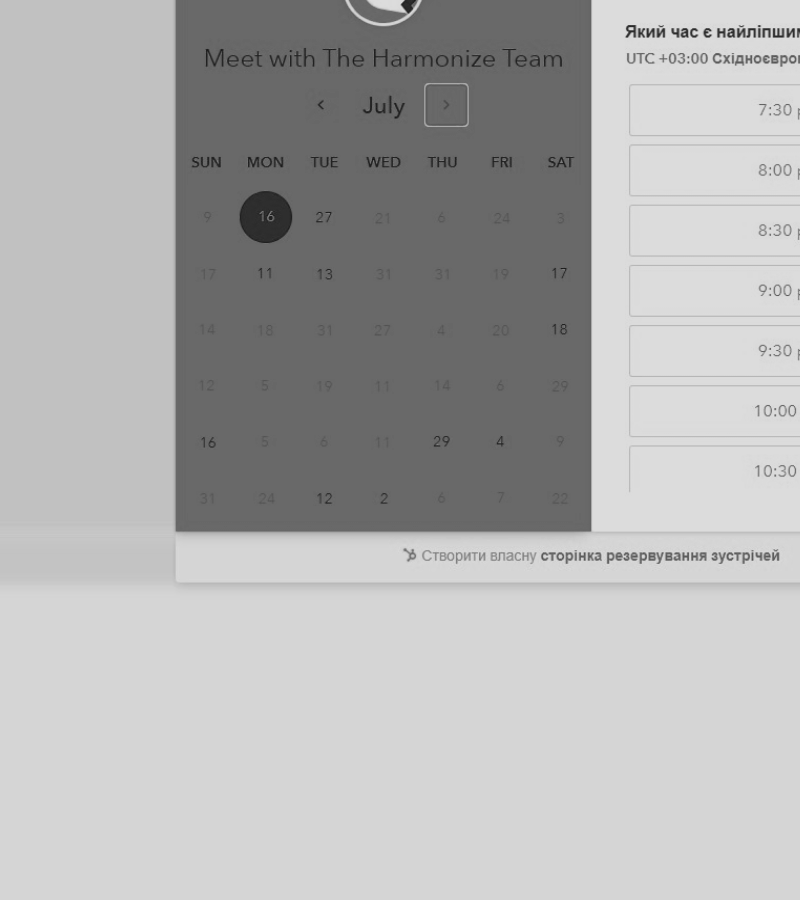 Meet with The Harmonize Team
July
SUN MON TUE WED THU FRI SAT
9 16 27 21 6 24 3
17 11 13 31 31 19 17
14 18 31 27 4 20 18
12 5 19 11 14 6 29
16 5 6 11 29 4 9
31 24 12 2 6 7 22
Який час є
UTC +03:00
7:30
8:00
8:30
9:00
9:30
10:00
10:30
Створити власну сторінка резервування зустрічей